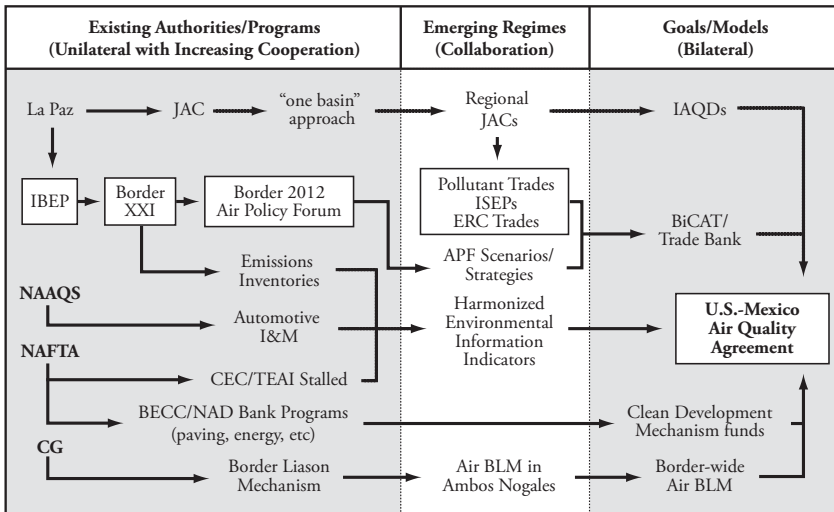 Existing Authorities/Programs
(Unilateral with Increasing Cooperation)
Emerging Regimes
(Collaboration)
Goals/Models
(Bilateral)
La Paz
JAC
“one basin”
approach
Regional
JACs
IAQDs
IBEP
Border
XXI
Border 2012
Air Policy Forum
Pollutant Trades
ISEPs
ERC Trades
BiCAT/
Trade Bank
Emissions
Inventories
APF Scenarios/
Strategies
NAAQS
Automotive
I&M
Harmonized
Environmental
Information
Indicators
U.S.-Mexico
Air Quality
Agreement
NAFTA
CEC/TEAI Stalled
BECC/NAD Bank Programs
(paving, energy, etc)
Clean Development
Mechanism funds
CG
Border Liason
Mechanism
Air BLM in
Ambos Nogales
Border-wide
Air BLM